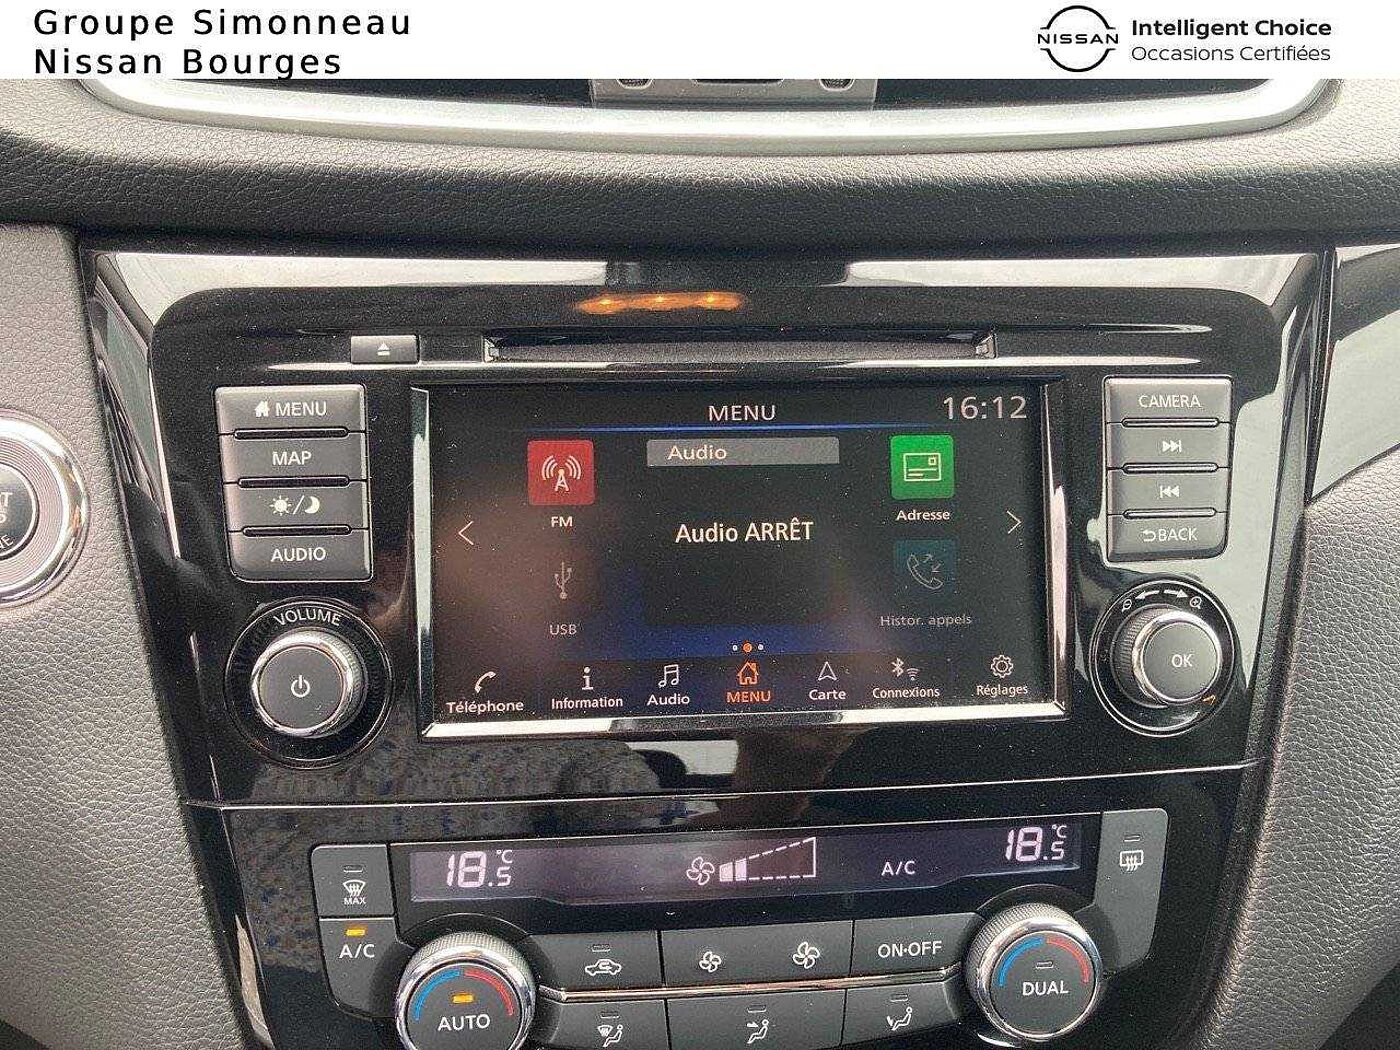 Groupe Simonneau
Nissan Bourges
NISSAN
Intelligent Choice
Occasions Certifiées
MENU
MAP
AUDIO
VOLUME
MENU
16:12
FM
Audio
Adresse
Audio ARRÊT
USB
Histor. appels
Téléphone
Information
Audio
MENU
Carte
Connexions
Réglages
CAMERA
BACK
OK
18.5 °C
A/C
18.5 °C
MAX
A/C
AUTO
ON·OFF
DUAL